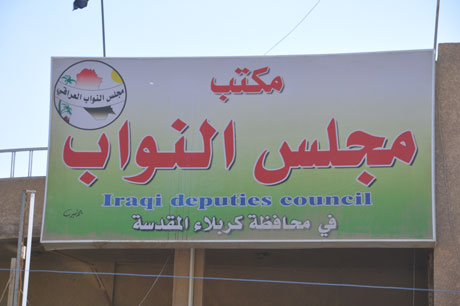 مكتب
مجلس النواب
Iraqi deputies council
في محافظة كربلاء المقدسة
مجلس النواب العراقي